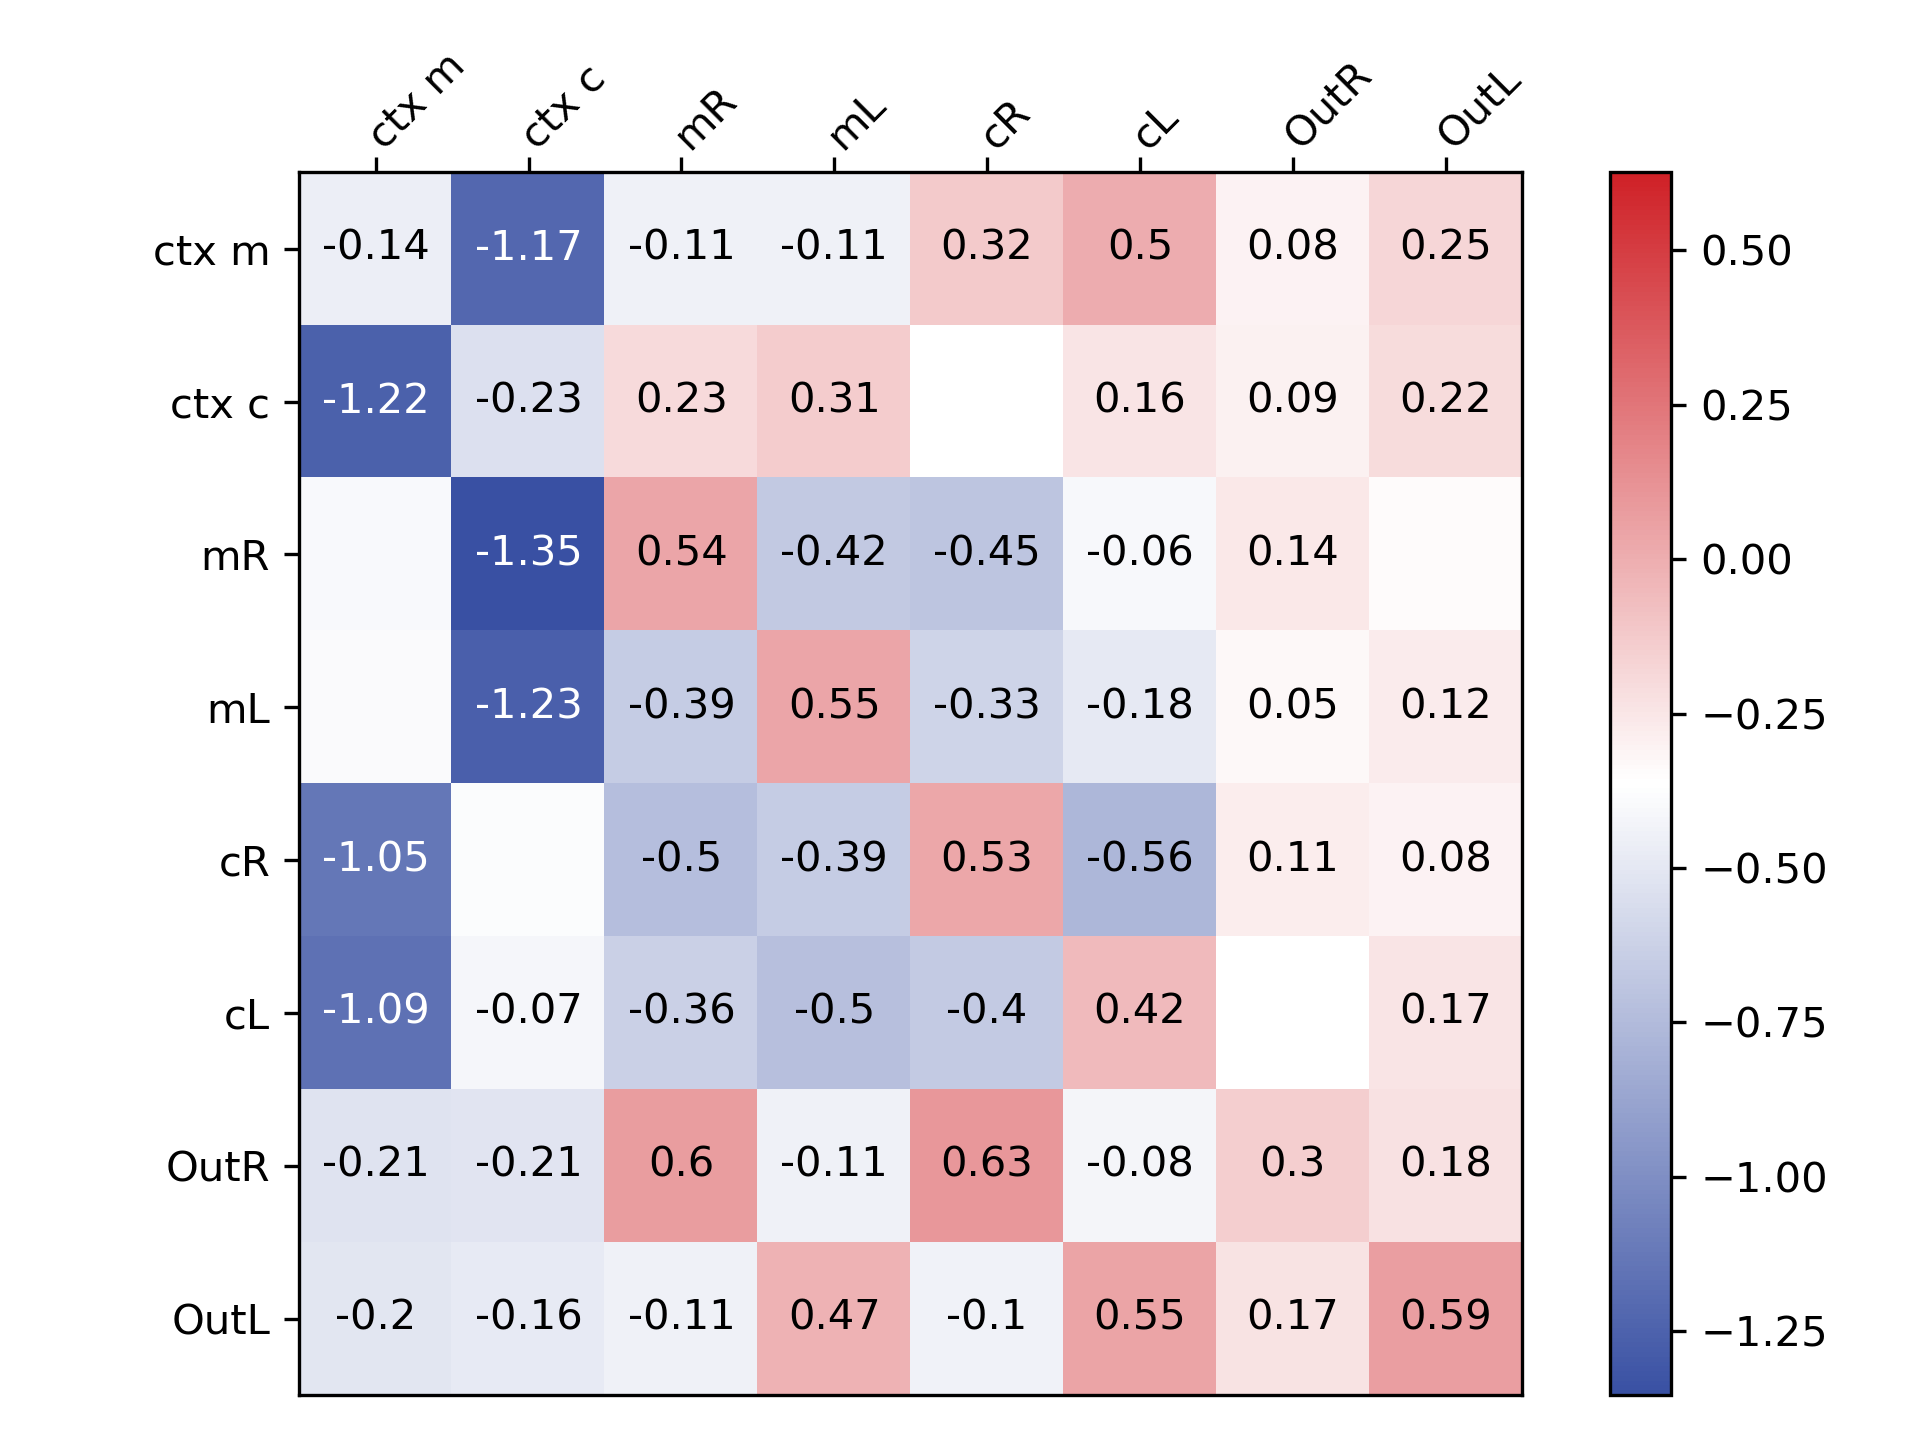 ctx m ctx c mR mL cR cL OutR OutL
ctx m -0.14 -1.17 -0.11 -0.11 0.32 0.5 0.08 0.25
ctx c -1.22 -0.23 0.23 0.31 0.16 0.09 0.22
mR -1.35 0.54 -0.42 -0.45 -0.06 0.14
mL -1.23 -0.39 0.55 -0.33 -0.18 0.05 0.12
cR -1.05 -0.5 -0.39 0.53 -0.56 0.11 0.08
cL -1.09 -0.07 -0.36 -0.5 -0.4 0.42 0.17
OutR -0.21 -0.21 0.6 -0.11 0.63 -0.08 0.3 0.18
OutL -0.2 -0.16 -0.11 0.47 -0.1 0.55 0.17 0.59
0.50
0.25
0.00
−0.25
−0.50
−0.75
−1.00
−1.25